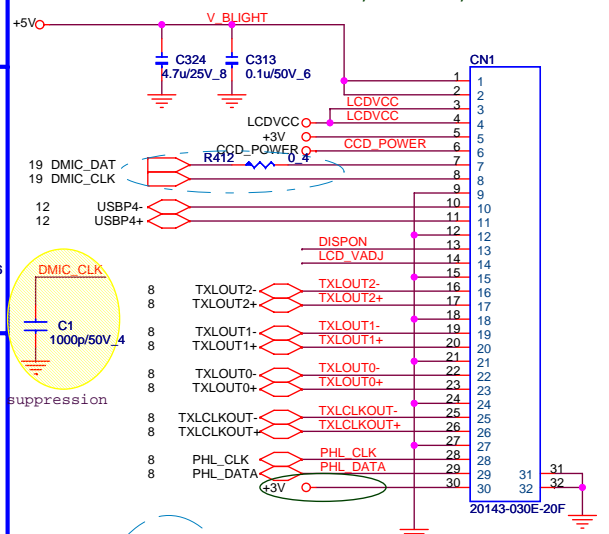 +5V V_BLIGHT
C324 C313 CN1
4.7u/25V_8 0.1u/50V_6
1 1
2 2
LCDVCC 3 3
LCDVCC LCDVCC 4 4
+3V 5 5
CCD_POWER CCD_POWER 6 6
19 DMIC_DAT R412 0_4 7 7
19 DMIC_CLK 8 8
9 9
12 USBP4- 10 10
12 USBP4+ 11 11
12 12
DISPON 13 13
LCD_VADJ 14 14
DMIC_CLK 15 15
8 TXLOUT2- TXLOUT2- 16 16
8 TXLOUT2+ TXLOUT2+ 17 17
C1 18 18
1000p/50V_4
8 TXLOUT1- TXLOUT1- 19 19
8 TXLOUT1+ TXLOUT1+ 20 20
21 21
8 TXLOUT0- TXLOUT0- 22 22
8 TXLOUT0+ TXLOUT0+ 23 23
suppression 24 24
8 TXLCLKOUT- TXLCLKOUT- 25 25
8 TXLCLKOUT+ TXLCLKOUT+ 26 26
27 27
8 PHL_CLK PHL_CLK 28 28
8 PHL_DATA PHL_DATA 29 29 31 31
+3V 30 30 32 32
20143-030E-20F